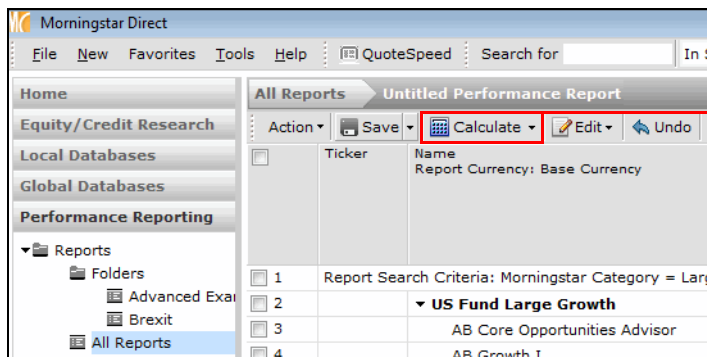 Morningstar Direct
File New Favorites Tools Help QuoteSpeed Search for In
Home
Equity/Credit Research
Local Databases
Global Databases
Performance Reporting
Reports
Folders
Advanced Exa
Brexit
All Reports
All Reports Untitled Performance Report
Action Save Calculate Edit Undo
Ticker Name
Report Currency: Base Currency
1 Report Search Criteria: Morningstar Category = Lar
2 US Fund Large Growth
3 AB Core Opportunities Advisor
4 AB Growth I